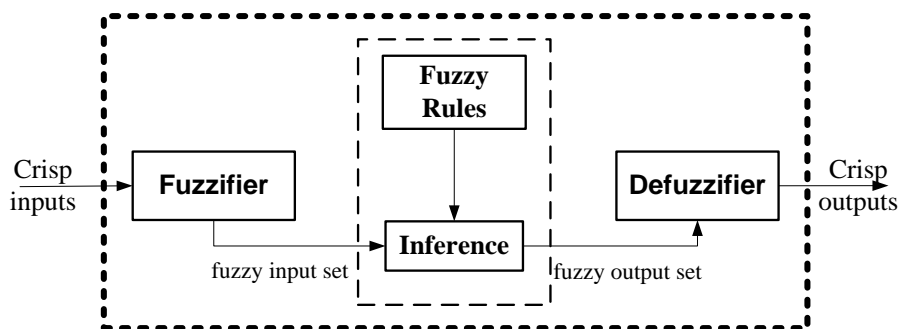 Fuzzy
Rules
Crisp
inputs
Fuzzifier
Inference
Defuzzifier
Crisp
outputs
fuzzy input set
fuzzy output set